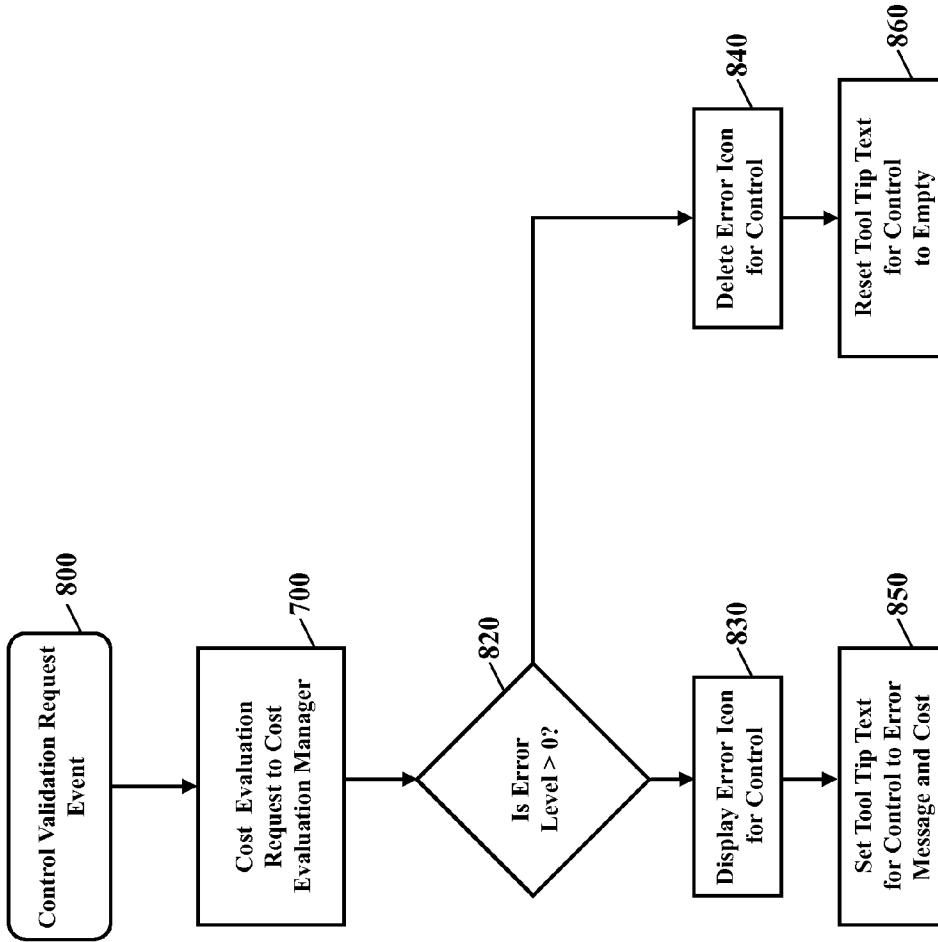 Control Validation Request
Event
800
Cost Evaluation
Request to Cost
Evaluation Manager
700
Is Error
Level > 0?
820
Display Error Icon
for Control
830
Delete Error Icon
for Control
840
Set Tool Tip Text
for Control to Error
Message and Cost
850
Reset Tool Tip Text
for Control
to Empty
860